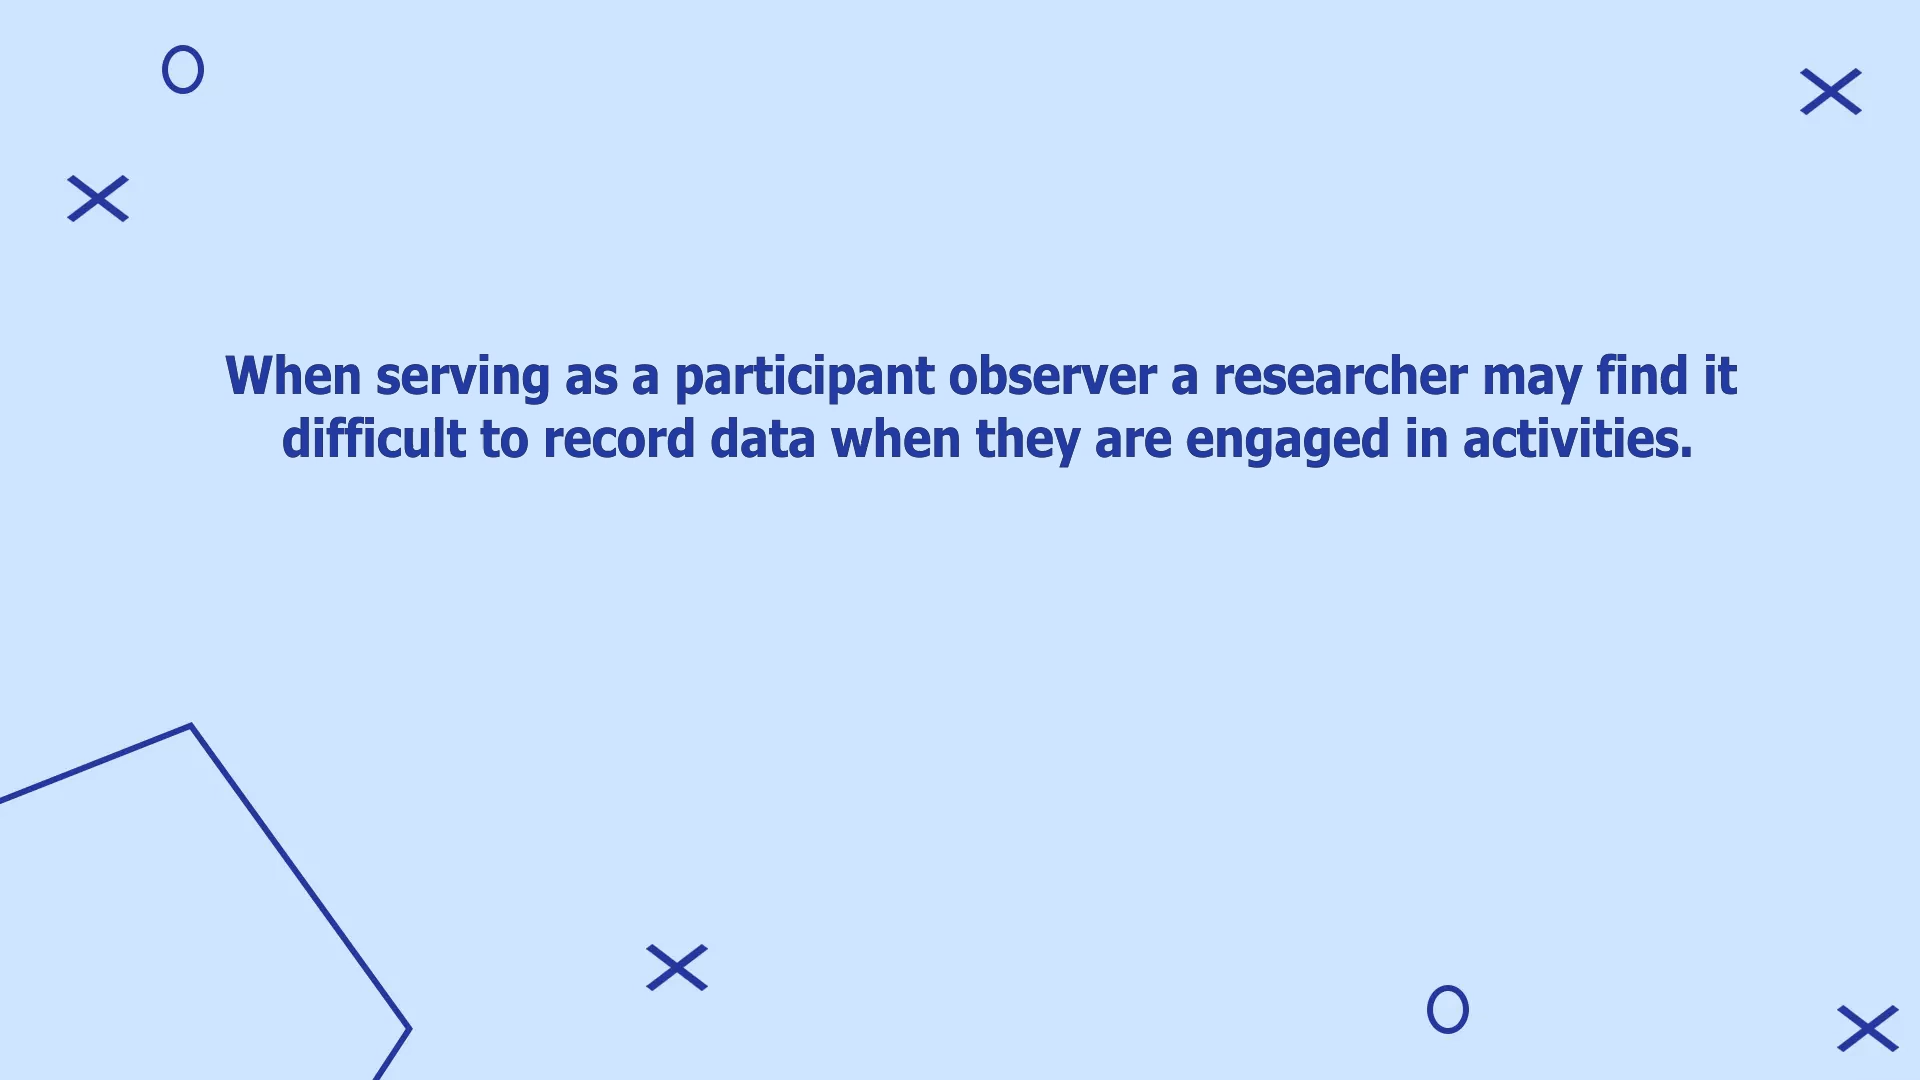 When serving as a participant observer a researcher may find it
difficult to record data when they are engaged in activities.